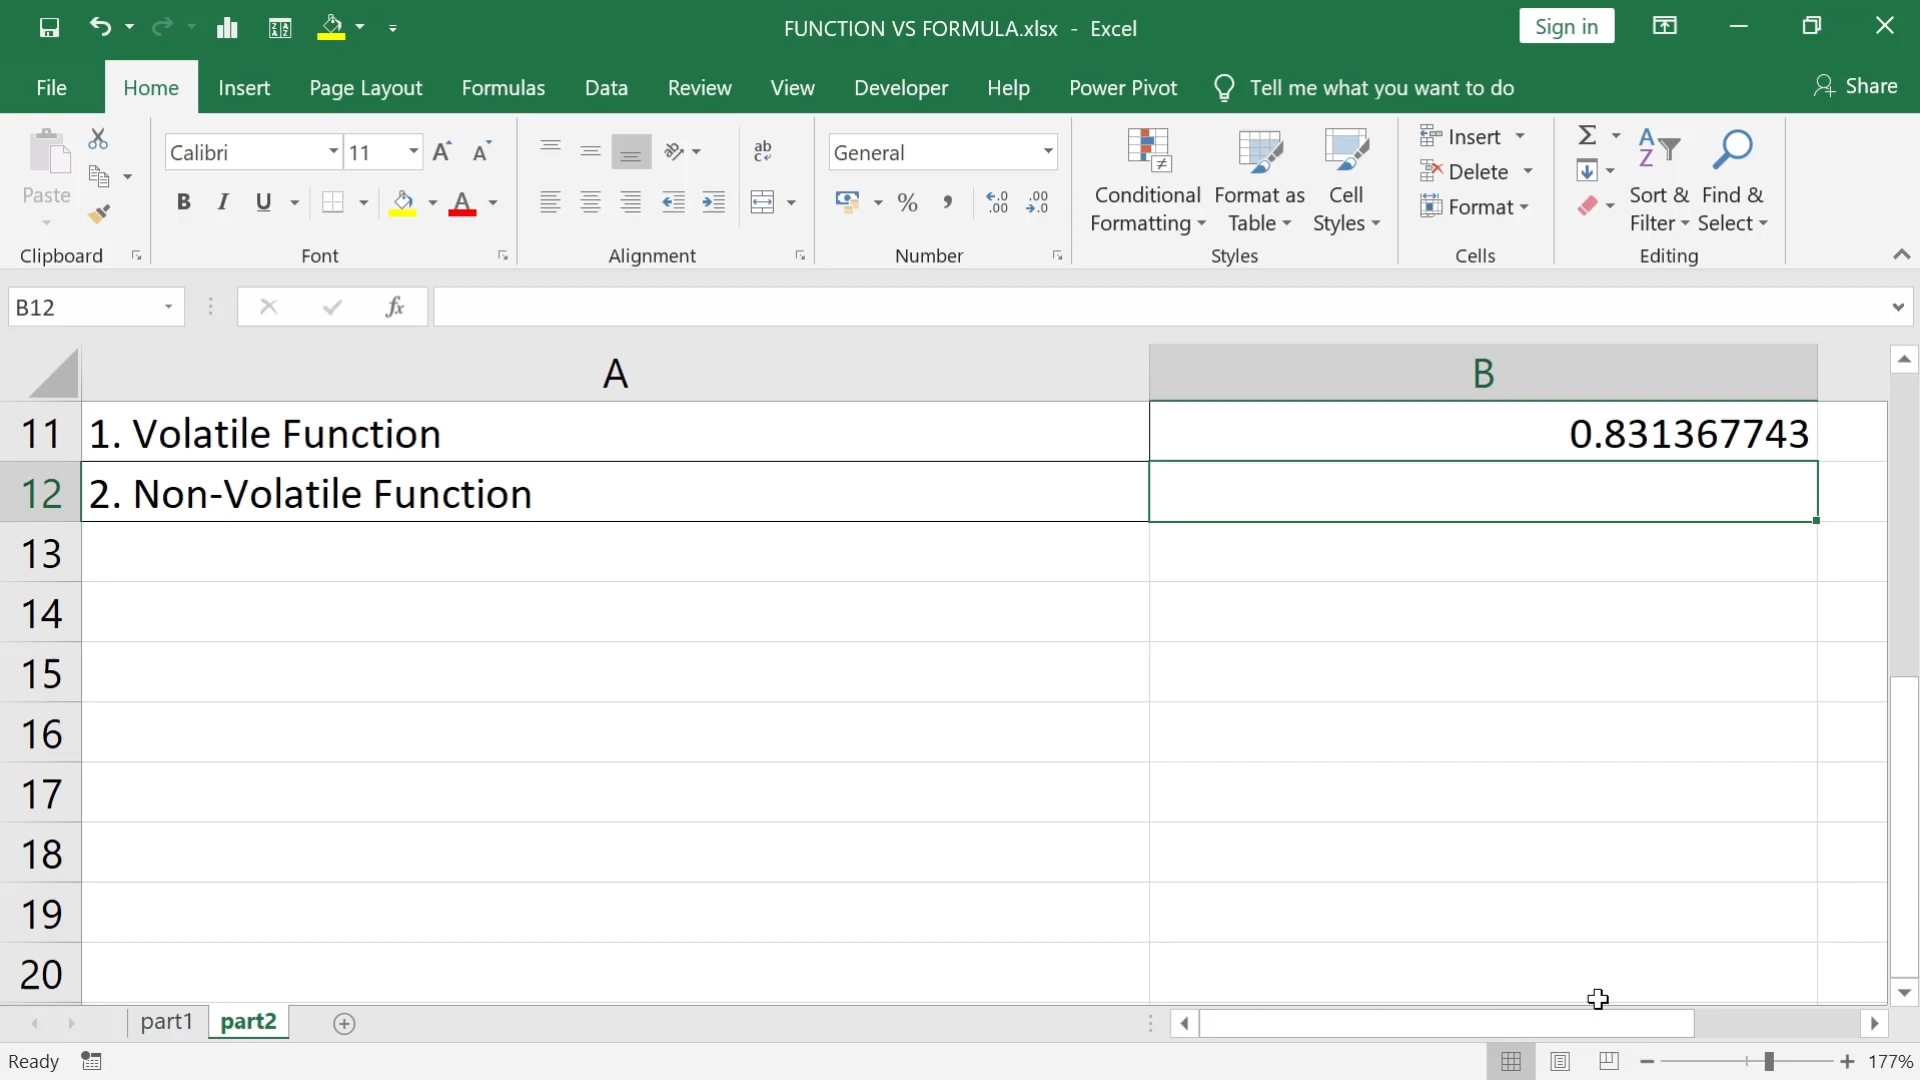 FUNCTION VS FORMULA.xlsx - Excel
Sign in
File Home Insert Page Layout Formulas Data Review View Developer Help Power Pivot Tell me what you want to do Share
Paste
Clipboard
Calibri 11
B I U
Font
ab
Alignment
General
% ,
Number
Conditional Formatting
Format as Table
Cell Styles
Styles
Insert
Delete
Format
Cells
Sort & Filter
Find & Select
Editing
B12
fx
A B
11 1. Volatile Function 0.831367743
12 2. Non-Volatile Function
13
14
15
16
17
18
19
20
part1 part2
Ready 177%